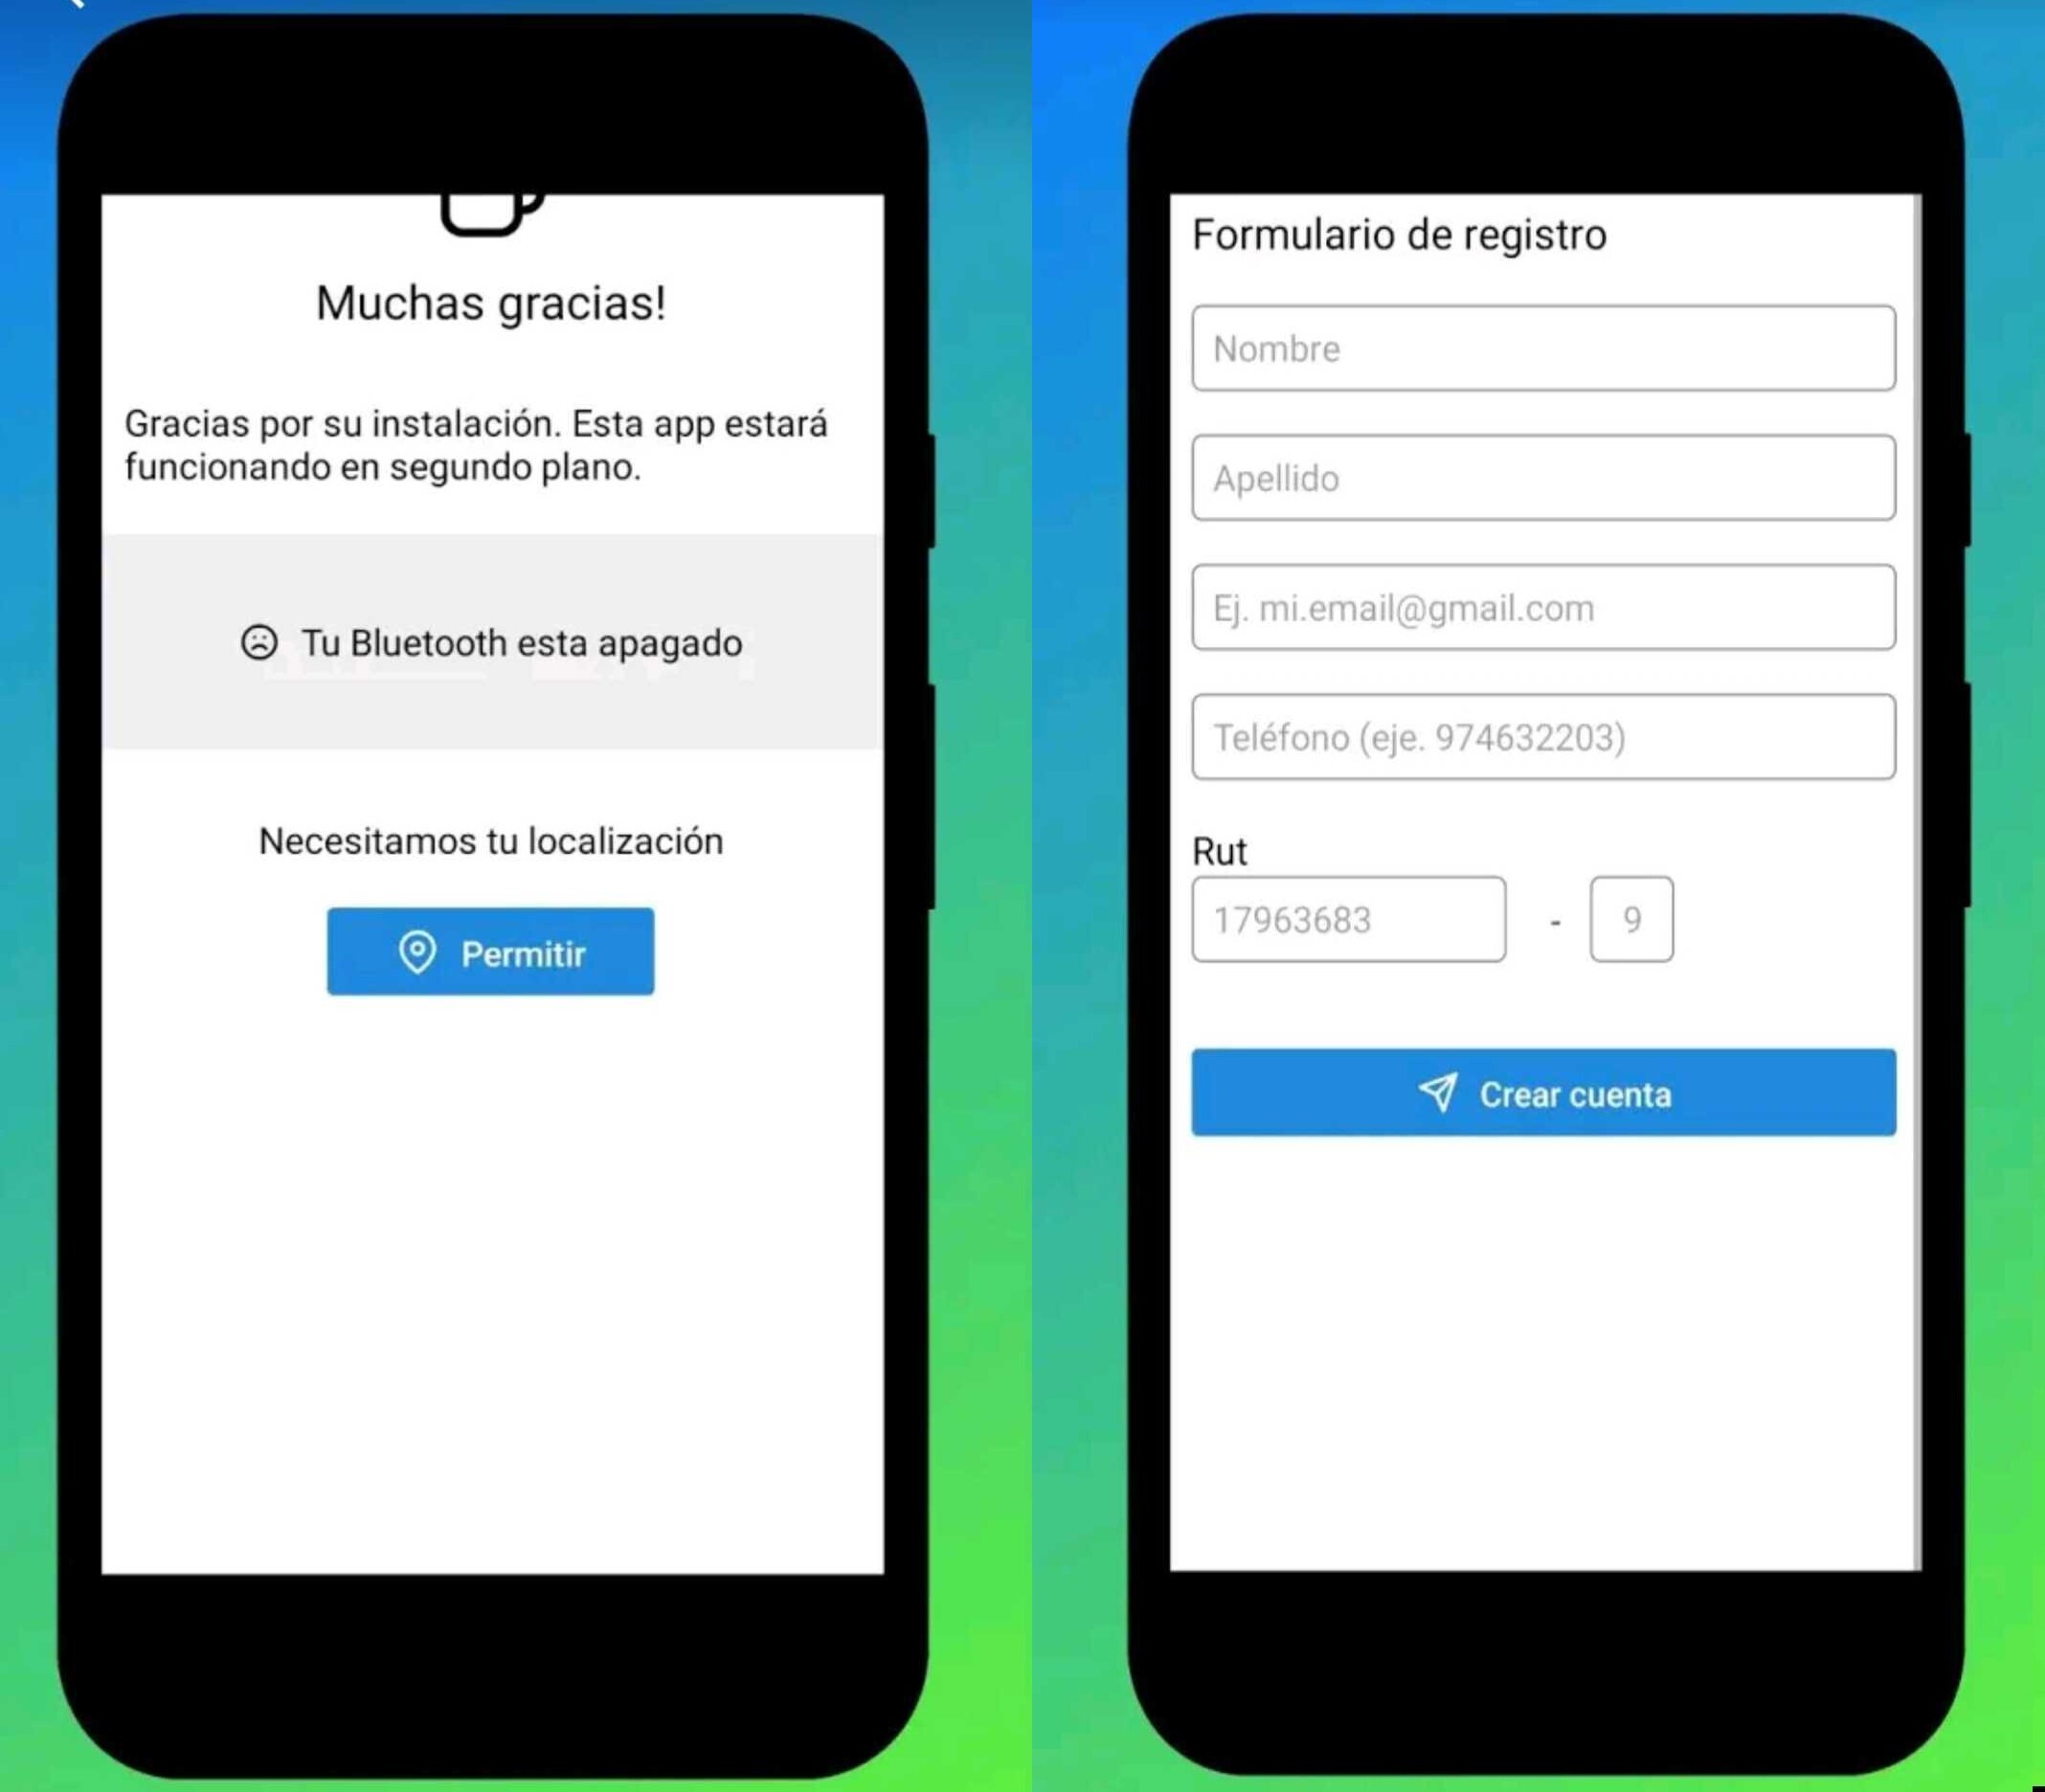 Muchas gracias!
Gracias por su instalación. Esta app estará
funcionando en segundo plano.
Tu Bluetooth esta apagado
Necesitamos tu localización
Permitir
Formulario de registro
Nombre
Apellido
Ej. mi.email@gmail.com
Teléfono (eje. 974632203)
Rut
17963683 - 9
Crear cuenta